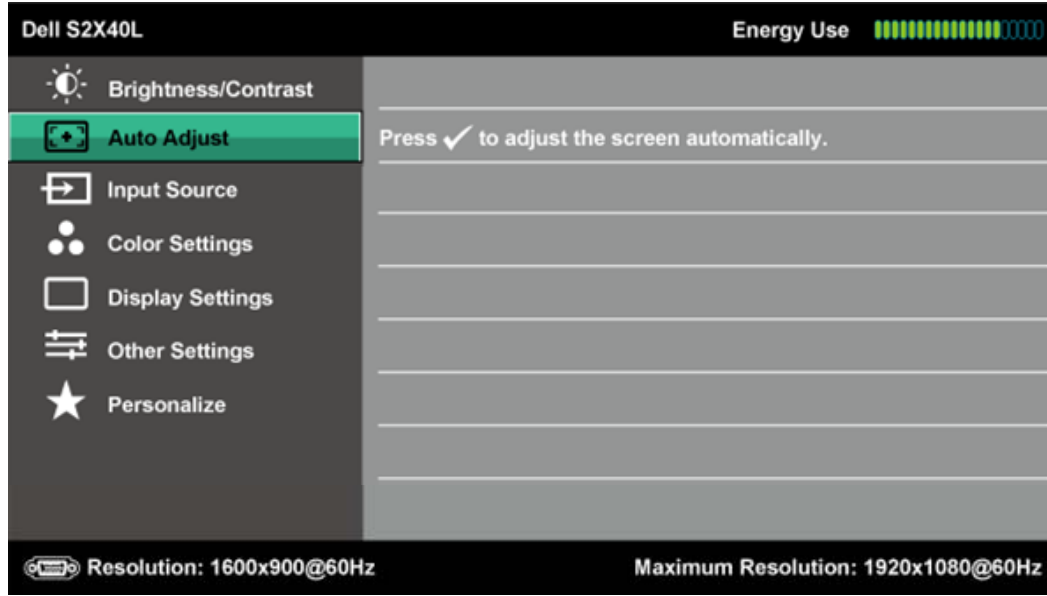 Dell S2X40L Energy Use
Brightness/Contrast
Auto Adjust Press ✓ to adjust the screen automatically.
Input Source
Color Settings
Display Settings
Other Settings
Personalize
Resolution: 1600x900@60Hz Maximum Resolution: 1920x1080@60Hz